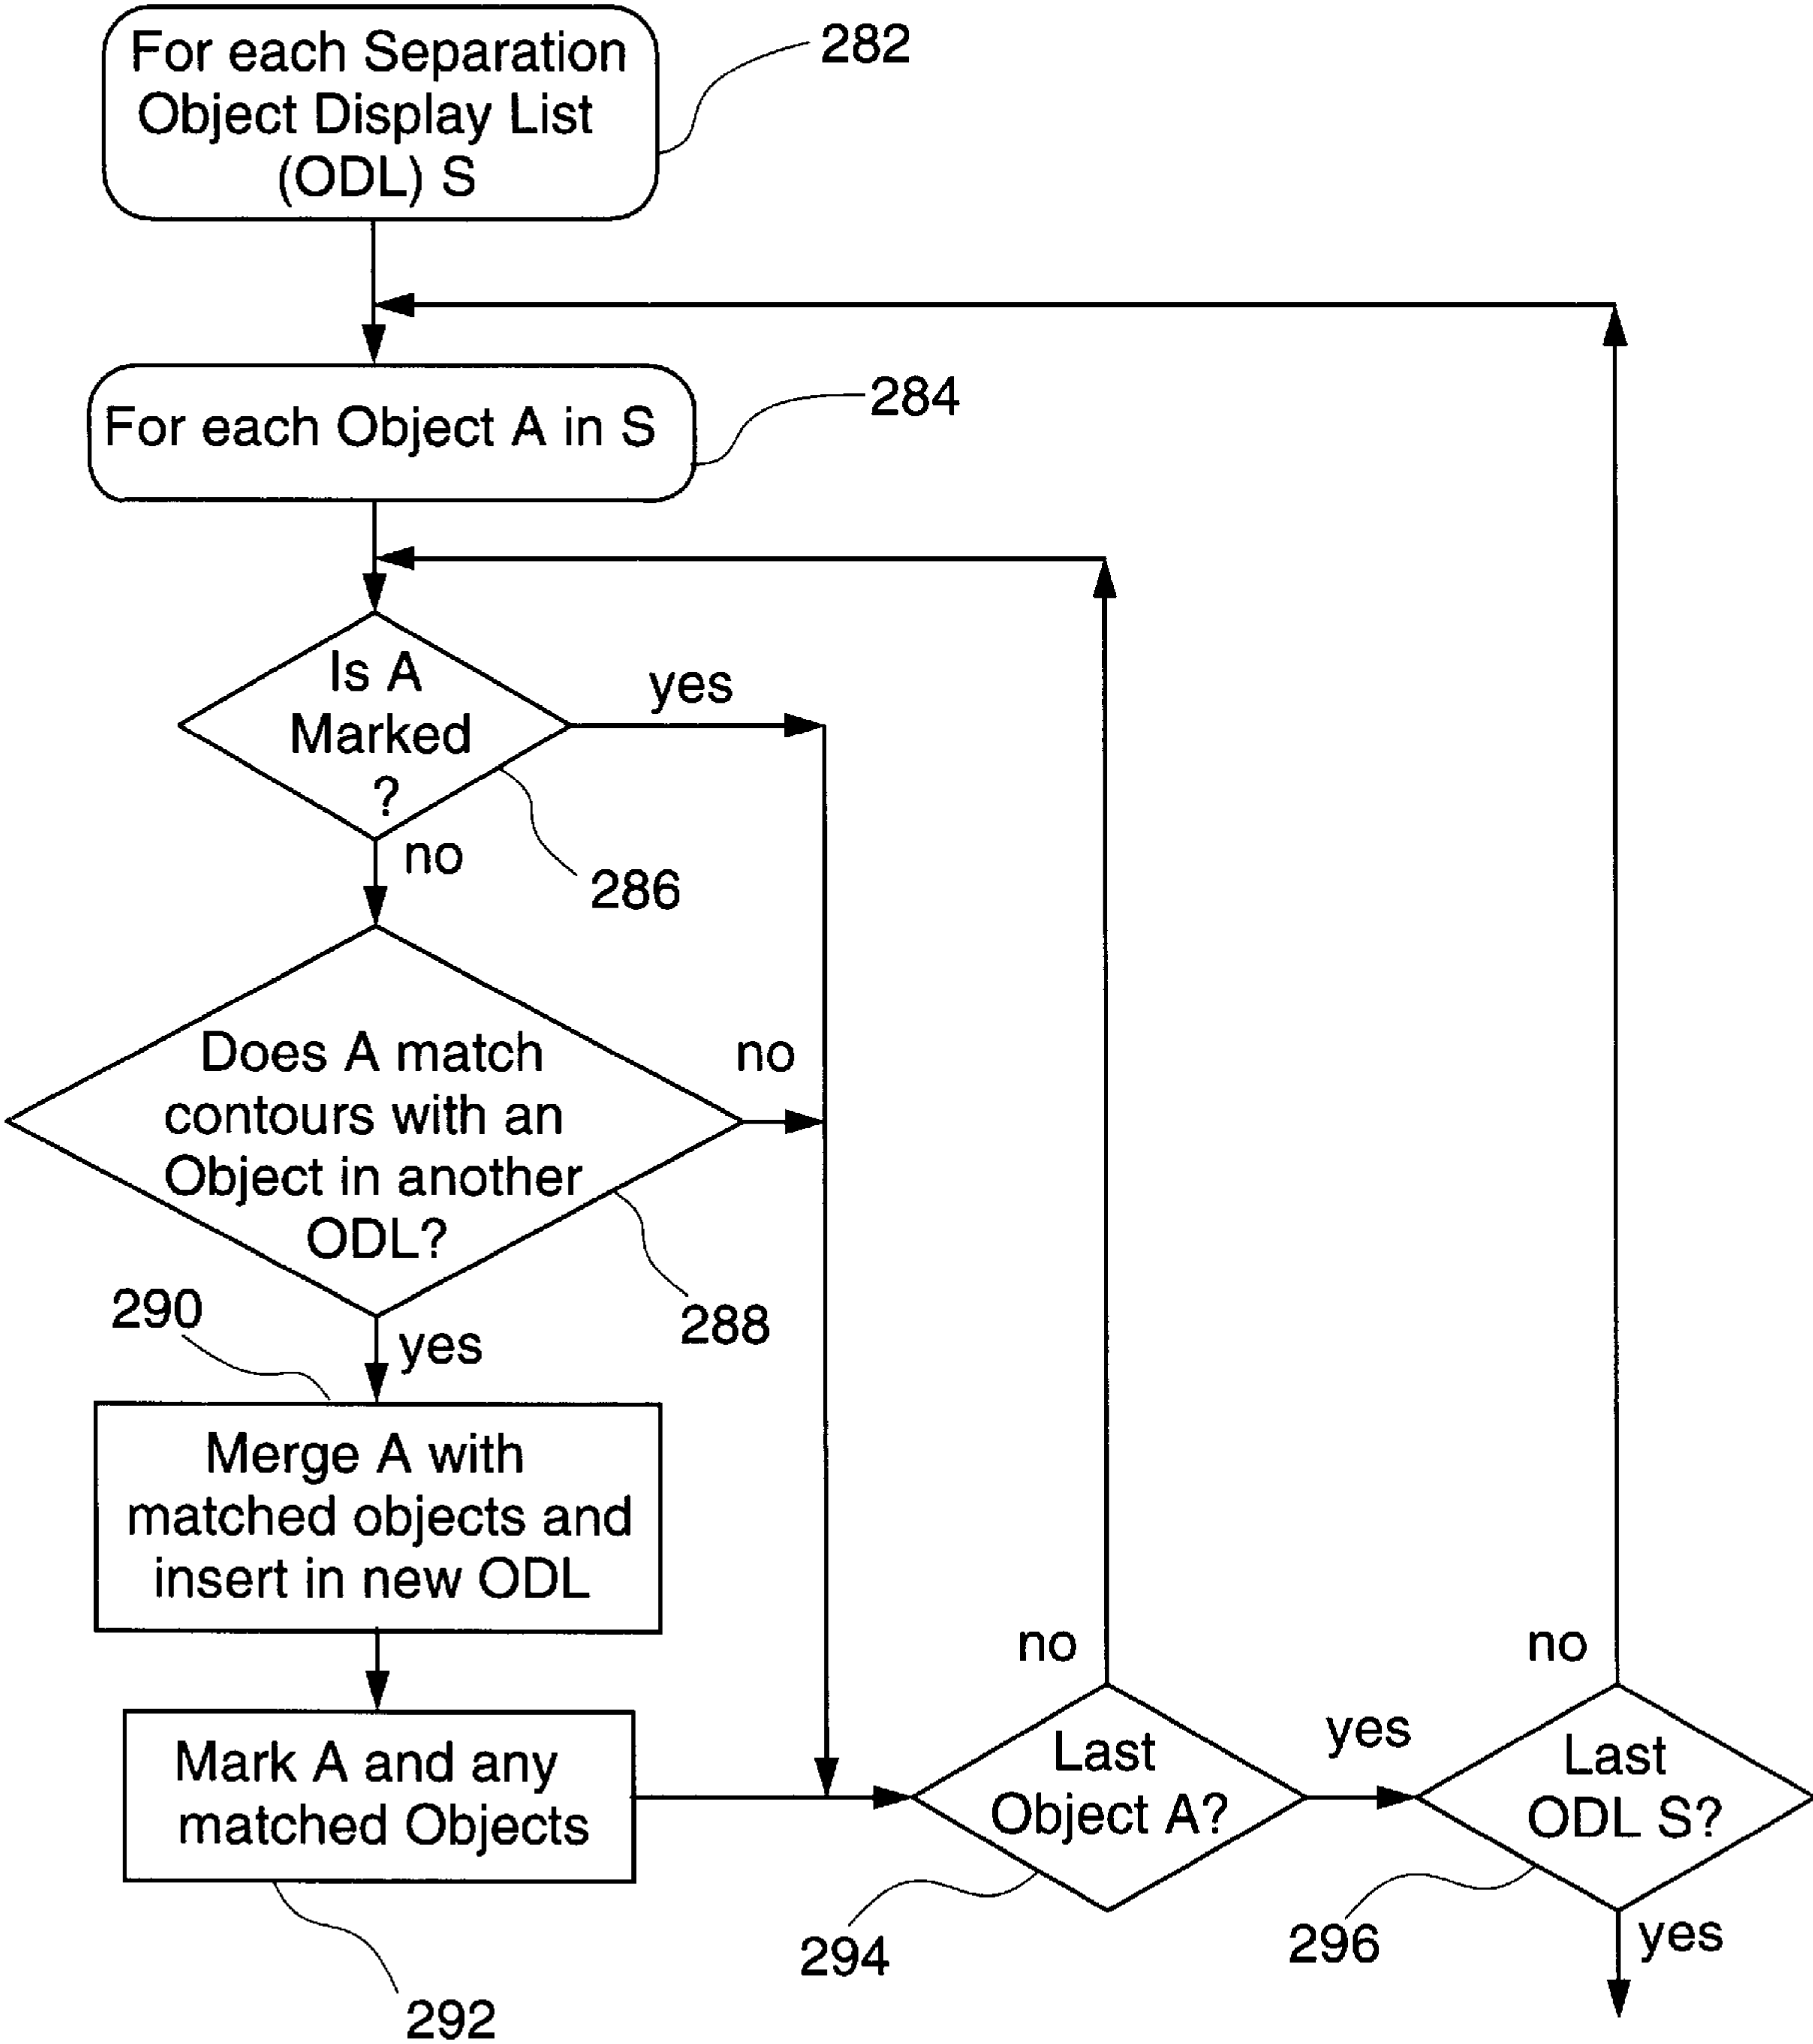 For each Separation
Object Display List
(ODL) S
282
For each Object A in S
284
Is A
Marked
?
yes
no
286
Does A match
contours with an
Object in another
ODL?
no
288
290
yes
Merge A with
matched objects and
insert in new ODL
Mark A and any
matched Objects
292
no
Last
Object A?
294
yes
no
Last
ODL S?
296
yes